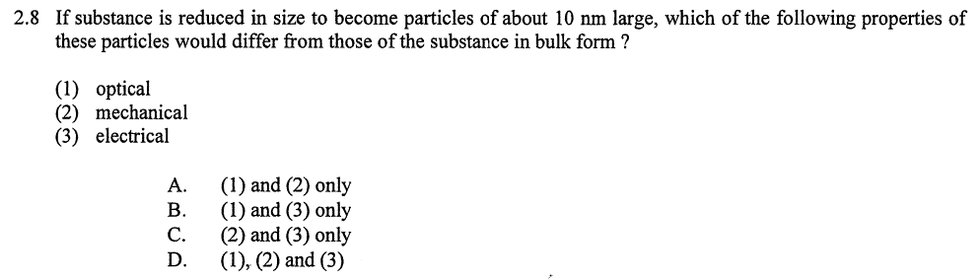 2.8 If substance is reduced in size to become particles of about 10 nm large, which of the following properties of
these particles would differ from those of the substance in bulk form ?
(1) optical
(2) mechanical
(3) electrical
A. (1) and (2) only
B. (1) and (3) only
C. (2) and (3) only
D. (1), (2) and (3)